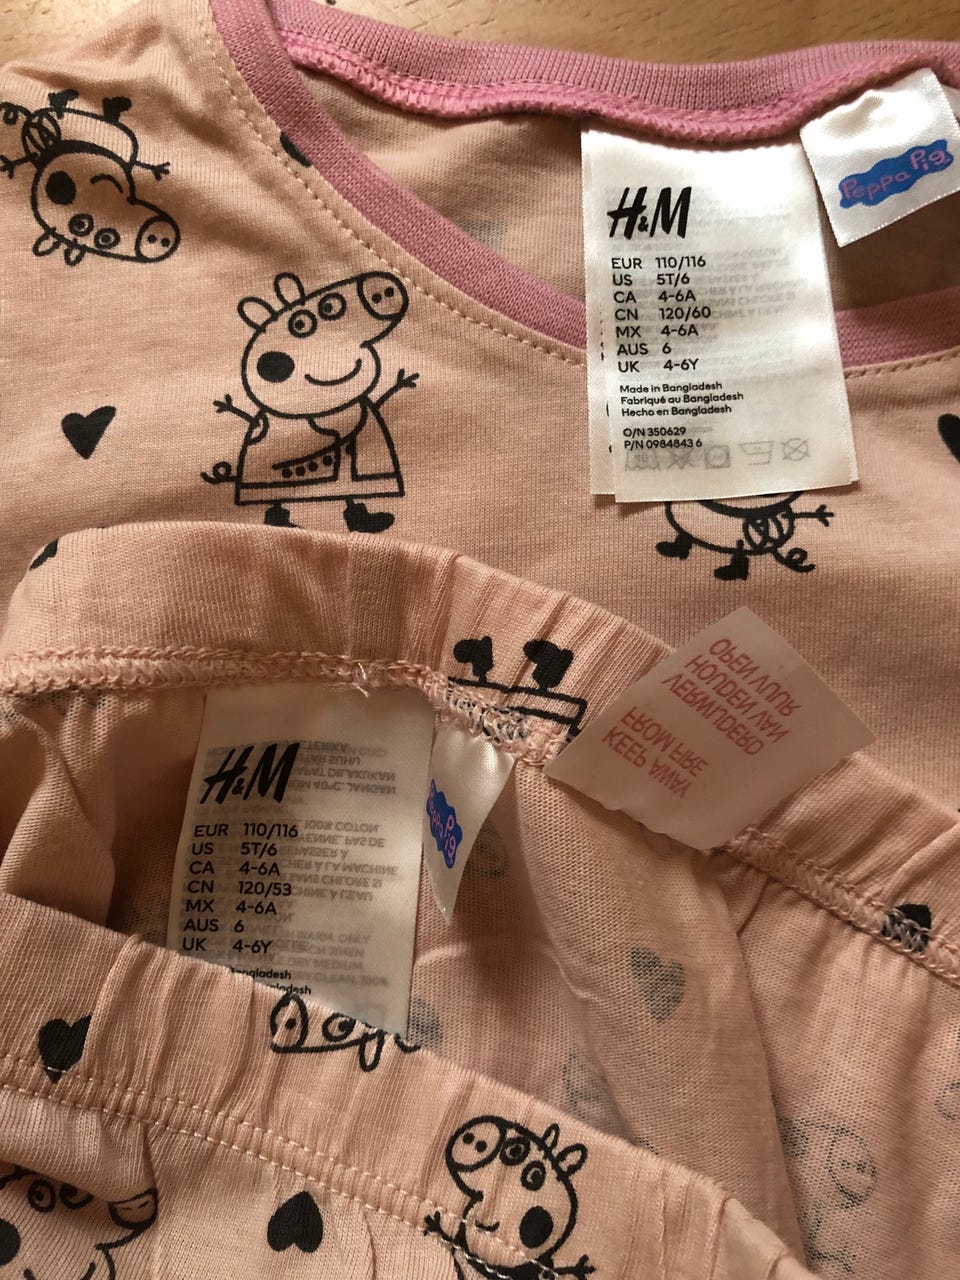 Peppa Pig
H&M
EUR 110/116
US 5T/6
CA 4-6A
CN 120/60
MX 4-6A
AUS 6
UK 4-6Y
Made in Bangladesh
Fabriqué au Bangladesh
Hecho en Bangladesh
O/N 350629
P/N 0984843 6
KEEP AWAY
FROM FIRE
VERWIJDERD
HOUDEN VAN
OPEN VUUR
H&M
EUR 110/116
US 5T/6
CA 4-6A
CN 120/53
MX 4-6A
AUS 6
UK 4-6Y
Bangladesh
Bangladesh
Peppa Pig